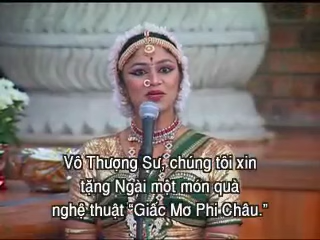 Vô Thượng Sư, chúng tôi xin
tặng Ngài một món quà
nghệ thuật “Giấc Mơ Phi Châu.”